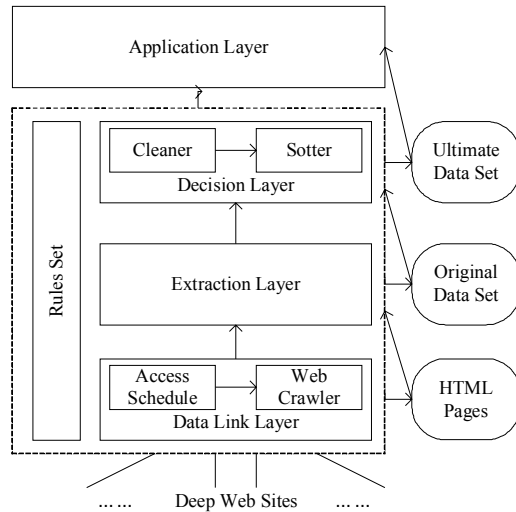 Application Layer
Rules Set
Cleaner
Sotter
Decision Layer
Ultimate
Data Set
Extraction Layer
Original
Data Set
Access
Schedule
Web
Crawler
Data Link Layer
HTML
Pages
... ...
Deep Web Sites
... ...